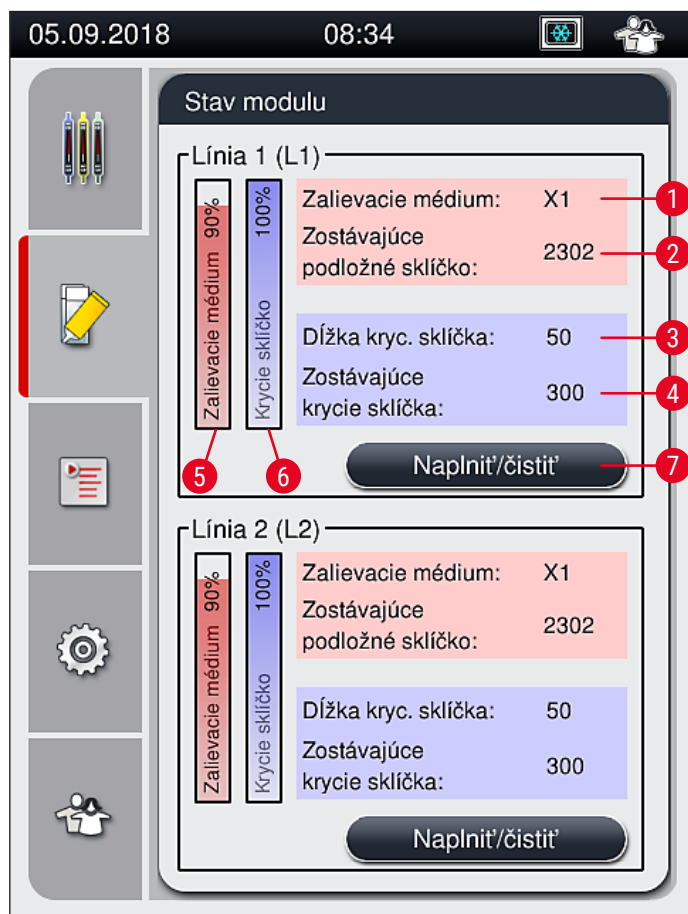 05.09.2018 08:34
Stav modulu
Línia 1 (L1)
Zalievacie médium 90%
Krycie sklíčko 100%
Zalievacie médium: X1 1
Zostávajúce
podložné sklíčko: 2302 2
Dĺžka kryc. sklíčka: 50 3
Zostávajúce
krycie sklíčka: 300 4
5 6
Naplniť/čistiť 7
Línia 2 (L2)
Zalievacie médium 90%
Krycie sklíčko 100%
Zalievacie médium: X1
Zostávajúce
podložné sklíčko: 2302
Dĺžka kryc. sklíčka: 50
Zostávajúce
krycie sklíčka: 300
Naplniť/čistiť